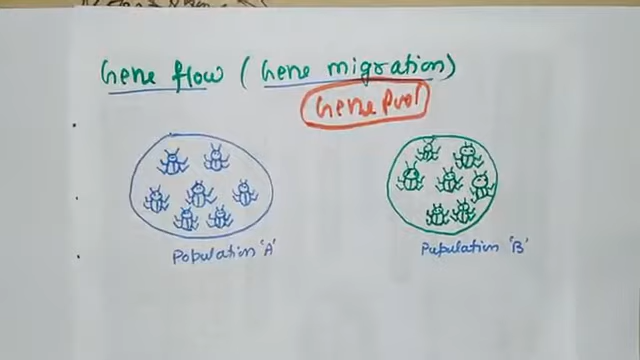 Gene flow (Gene migration)
Gene Pool
Population 'A'
Population 'B'